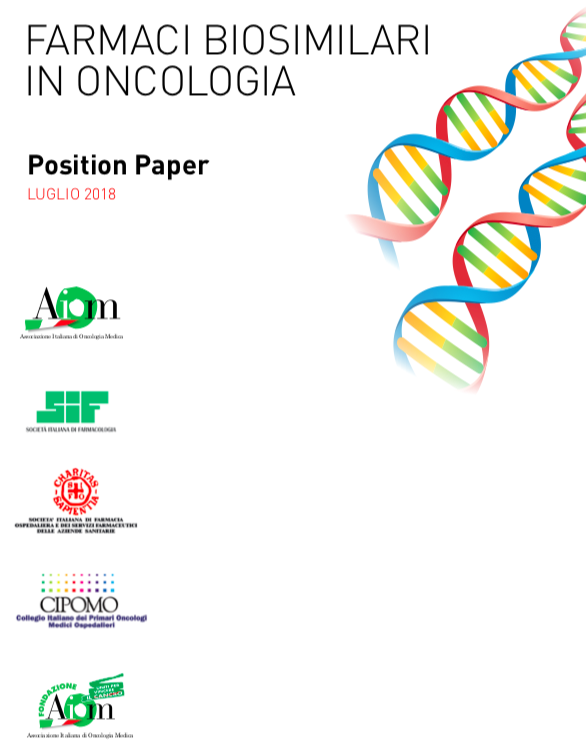 FARMACI BIOSIMILARI
IN ONCOLOGIA
Position Paper
LUGLIO 2018
Aiom
Associazione Italiana di Oncologia Medica
SIF
SOCIETÀ ITALIANA DI FARMACOLOGIA
CHARITAS
SAPIENTIA
SOCIETA' ITALIANA DI FARMACIA
OSPEDALIERA E DEI SERVIZI FARMACEUTICI
DELLE AZIENDE SANITARIE
CIPOMO
Collegio Italiano dei Primari Oncologi
Medici Ospedalieri
FONDAZIONE
Aiom
Associazione Italiana di Oncologia Medica